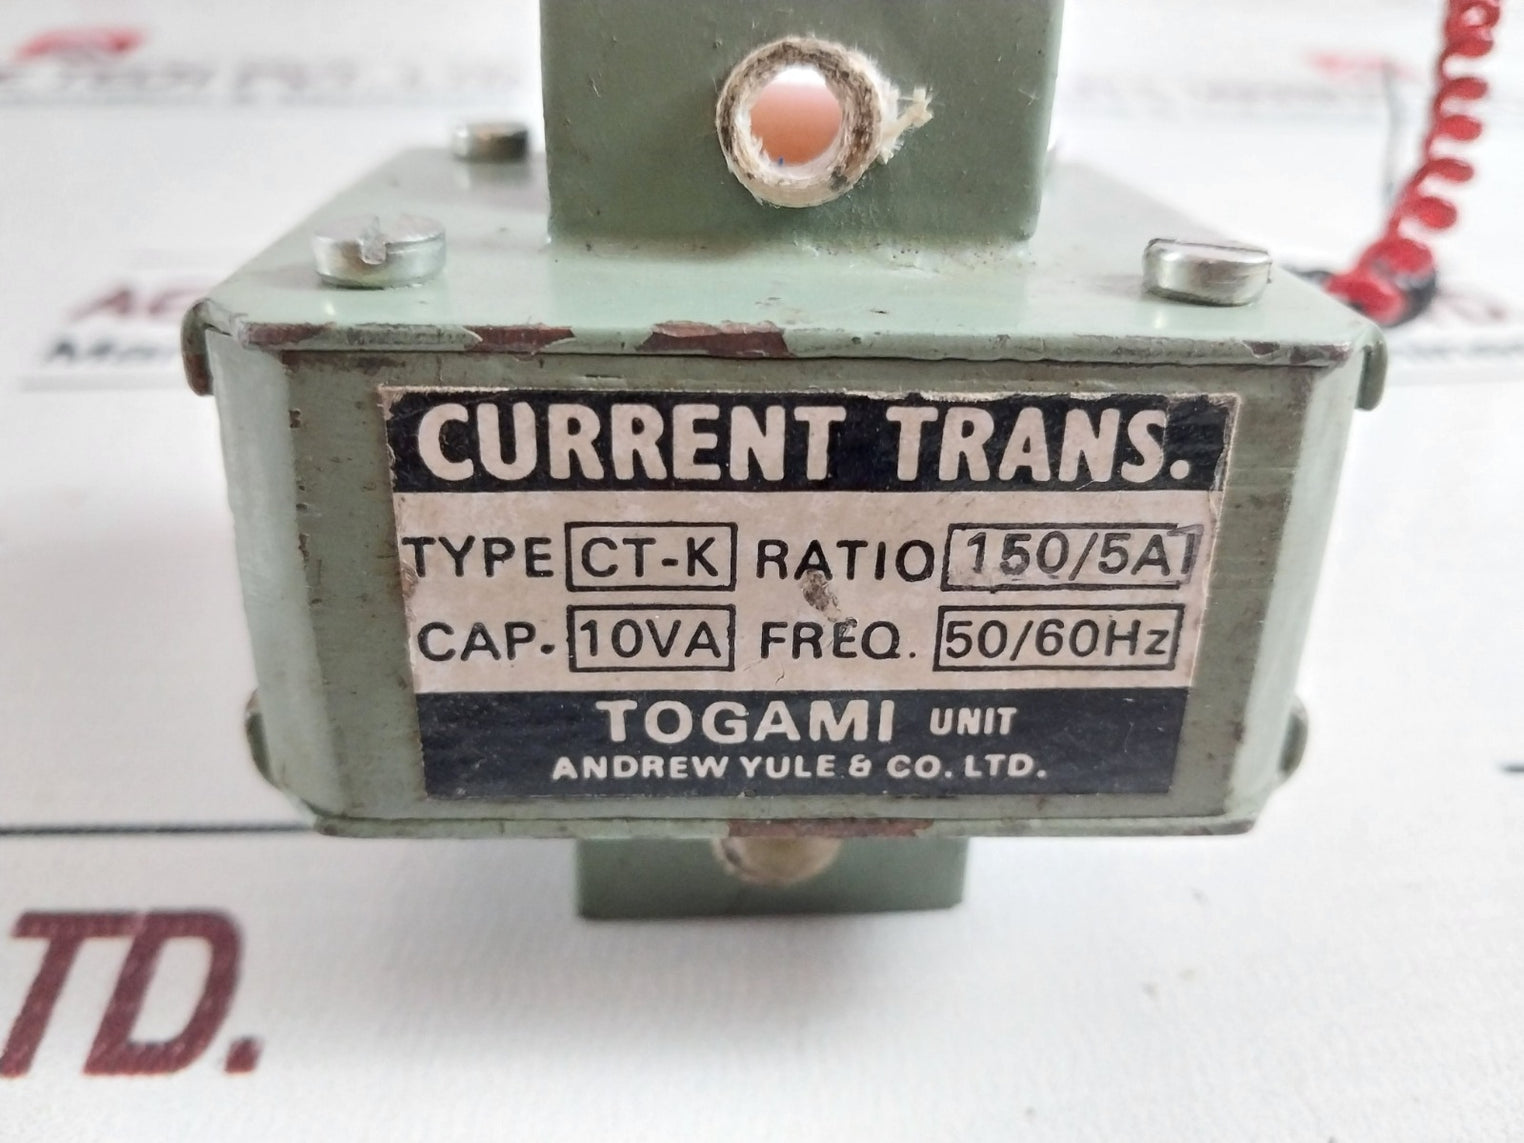 CURRENT TRANS.
TYPE CT-K RATIO 150/5A
CAP. 10VA FREQ. 50/60Hz
TOGAMI UNIT
ANDREW YULE & CO. LTD.
TD.